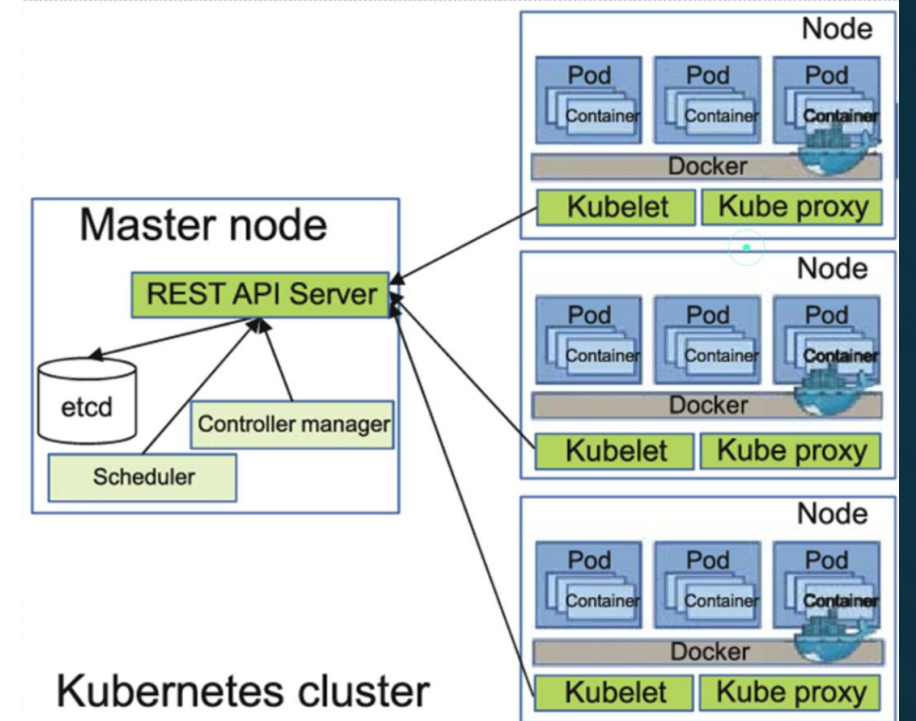 Master node
REST API Server
etcd
Controller manager
Scheduler
Kubernetes cluster
Node
Pod Pod Pod
Container Container Container
Docker
Kubelet Kube proxy
Node
Pod Pod Pod
Container Container Container
Docker
Kubelet Kube proxy
Node
Pod Pod Pod
Container Container Container
Docker
Kubelet Kube proxy